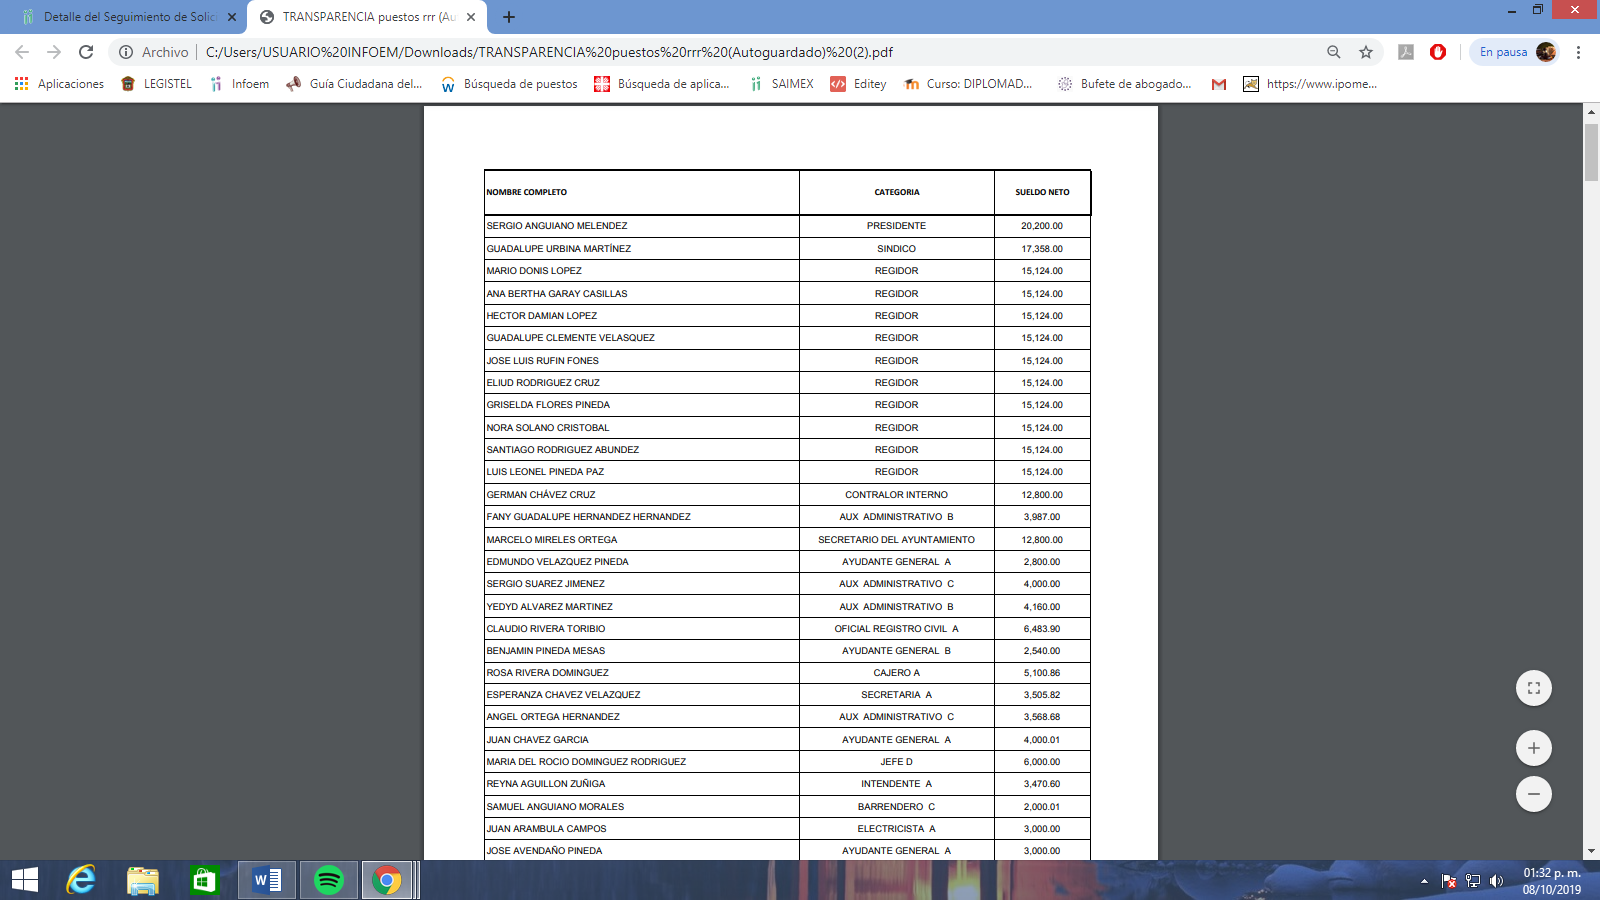 Detalle del Seguimiento de Solic
TRANSPARENCIA puestos rrr (Au
Archivo | C:/Users/USUARIO%20INFOEM/Downloads/TRANSPARENCIA%20puestos%20rrr%20(Autoguardado)%20(2).pdf
En pausa
Aplicaciones LEGISTEL Infoem Guía Ciudadana del... Búsqueda de puestos Búsqueda de aplica... SAIMEX Editey Curso: DIPLOMAD... Bufete de abogado... https://www.ipome...
NOMBRE COMPLETO CATEGORIA SUELDO NETO
SERGIO ANGUIANO MELENDEZ PRESIDENTE 20,200.00
GUADALUPE URBINA MARTÍNEZ SINDICO 17,358.00
MARIO DONIS LOPEZ REGIDOR 15,124.00
ANA BERTHA GARAY CASILLAS REGIDOR 15,124.00
HECTOR DAMIAN LOPEZ REGIDOR 15,124.00
GUADALUPE CLEMENTE VELASQUEZ REGIDOR 15,124.00
JOSE LUIS RUFIN FONES REGIDOR 15,124.00
ELIUD RODRIGUEZ CRUZ REGIDOR 15,124.00
GRISELDA FLORES PINEDA REGIDOR 15,124.00
NORA SOLANO CRISTOBAL REGIDOR 15,124.00
SANTIAGO RODRIGUEZ ABUNDEZ REGIDOR 15,124.00
LUIS LEONEL PINEDA PAZ REGIDOR 15,124.00
GERMAN CHÁVEZ CRUZ CONTRALOR INTERNO 12,800.00
FANY GUADALUPE HERNANDEZ HERNANDEZ AUX ADMINISTRATIVO B 3,987.00
MARCELO MIRELES ORTEGA SECRETARIO DEL AYUNTAMIENTO 12,800.00
EDMUNDO VELAZQUEZ PINEDA AYUDANTE GENERAL A 2,800.00
SERGIO SUAREZ JIMENEZ AUX ADMINISTRATIVO C 4,000.00
YEDYD ALVAREZ MARTINEZ AUX ADMINISTRATIVO B 4,160.00
CLAUDIO RIVERA TORIBIO OFICIAL REGISTRO CIVIL A 6,483.90
BENJAMIN PINEDA MESAS AYUDANTE GENERAL B 2,540.00
ROSA RIVERA DOMINGUEZ CAJERO A 5,100.86
ESPERANZA CHAVEZ VELAZQUEZ SECRETARIA A 3,505.82
ANGEL ORTEGA HERNANDEZ AUX ADMINISTRATIVO C 3,568.68
JUAN CHAVEZ GARCIA AYUDANTE GENERAL A 4,000.01
MARIA DEL ROCIO DOMINGUEZ RODRIGUEZ JEFE D 6,000.00
REYNA AGUILLON ZUÑIGA INTENDENTE A 3,470.60
SAMUEL ANGUIANO MORALES BARRENDERO C 2,000.01
JUAN ARAMBULA CAMPOS ELECTRICISTA A 3,000.00
JOSE AVENDAÑO PINEDA AYUDANTE GENERAL A 3,000.00
01:32 p. m.
08/10/2019